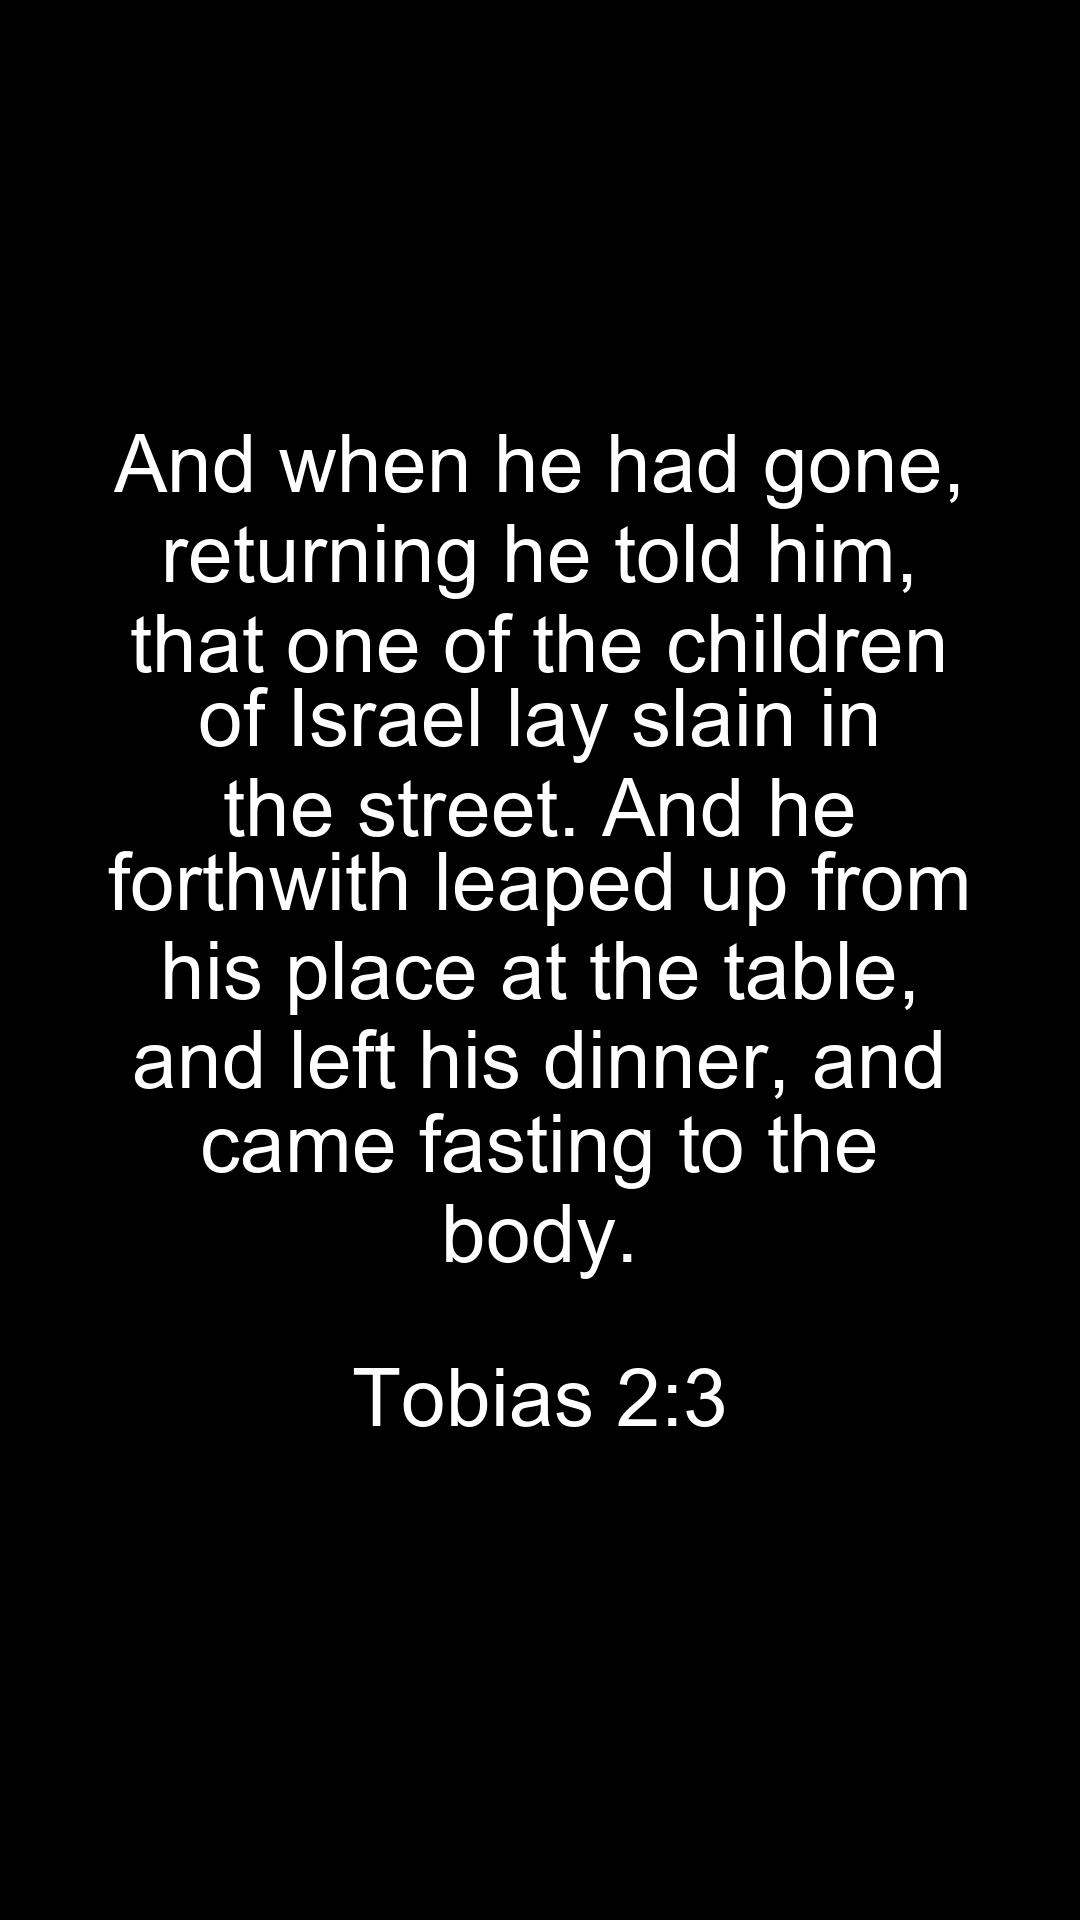 And when he had gone,
returning he told him,
that one of the children
of Israel lay slain in
the street. And he
forthwith leaped up from
his place at the table,
and left his dinner, and
came fasting to the
body.
Tobias 2:3